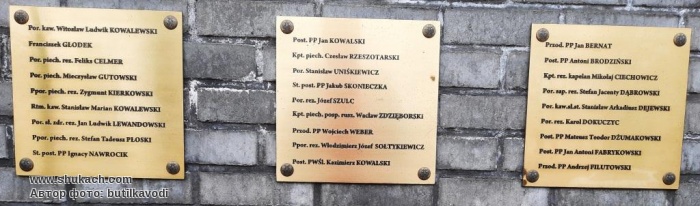 Por. kaw. Witosław Ludwik KOWALEWSKI
Franciszek GŁODEK
Por. piech. rez. Feliks CELMER
Por. piech. Mieczysław GUTOWSKI
Ppor. piech. rez. Zygmunt KIERKOWSKI
Rtm. kaw. Stanisław Marian KOWALEWSKI
Por. sł. zdr. rez. Jan Ludwik LEWANDOWSKI
Ppor. piech. rez. Stefan Tadeusz PŁOSKI
St. post. PP Ignacy NAWROCIK
Post. PP Jan KOWALSKI
Kpt. piech. Czesław RZESZOTARSKI
Por. Stanisław UNIŚKIEWICZ
St. post. PP Jakub SKONIECZKA
Por. rez. Józef SZULC
Kpt. piech. posp. rusz. Wacław ZDZIĘBORSKI
Przod. PP Wojciech WEBER
Ppor. rez. Włodzimierz Józef SOŁTYKIEWICZ
Post. PWŚL Kazimierz KOWALSKI
Przod. PP Jan BERNAT
Post. PP Antoni BRODZIŃSKI
Kpt. rez. kapelan Mikołaj CIECHOWICZ
Por. sap. rez. Stefan Jacenty DĄBROWSKI
Por. kaw.sł.st. Stanisław Arkadiusz DEJEWSKI
Por. rez. Karol DOKUCZYC
Post. PP Mateusz Teodor DŻUMAKOWSKI
Post. PP Jan Antoni FABRYKOWSKI
Przod. PP Andrzej FILUTOWSKI
www.shukach.com
Автор фото: butilkavodi